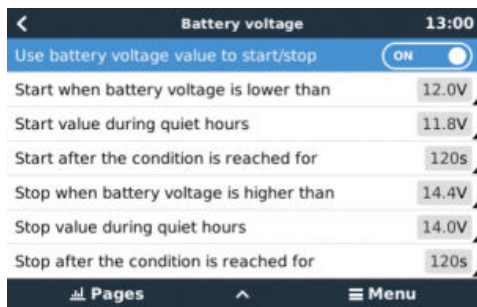 Battery voltage 13:00
Use battery voltage value to start/stop ON
Start when battery voltage is lower than 12.0V
Start value during quiet hours 11.8V
Start after the condition is reached for 120s
Stop when battery voltage is higher than 14.4V
Stop value during quiet hours 14.0V
Stop after the condition is reached for 120s
Pages Menu